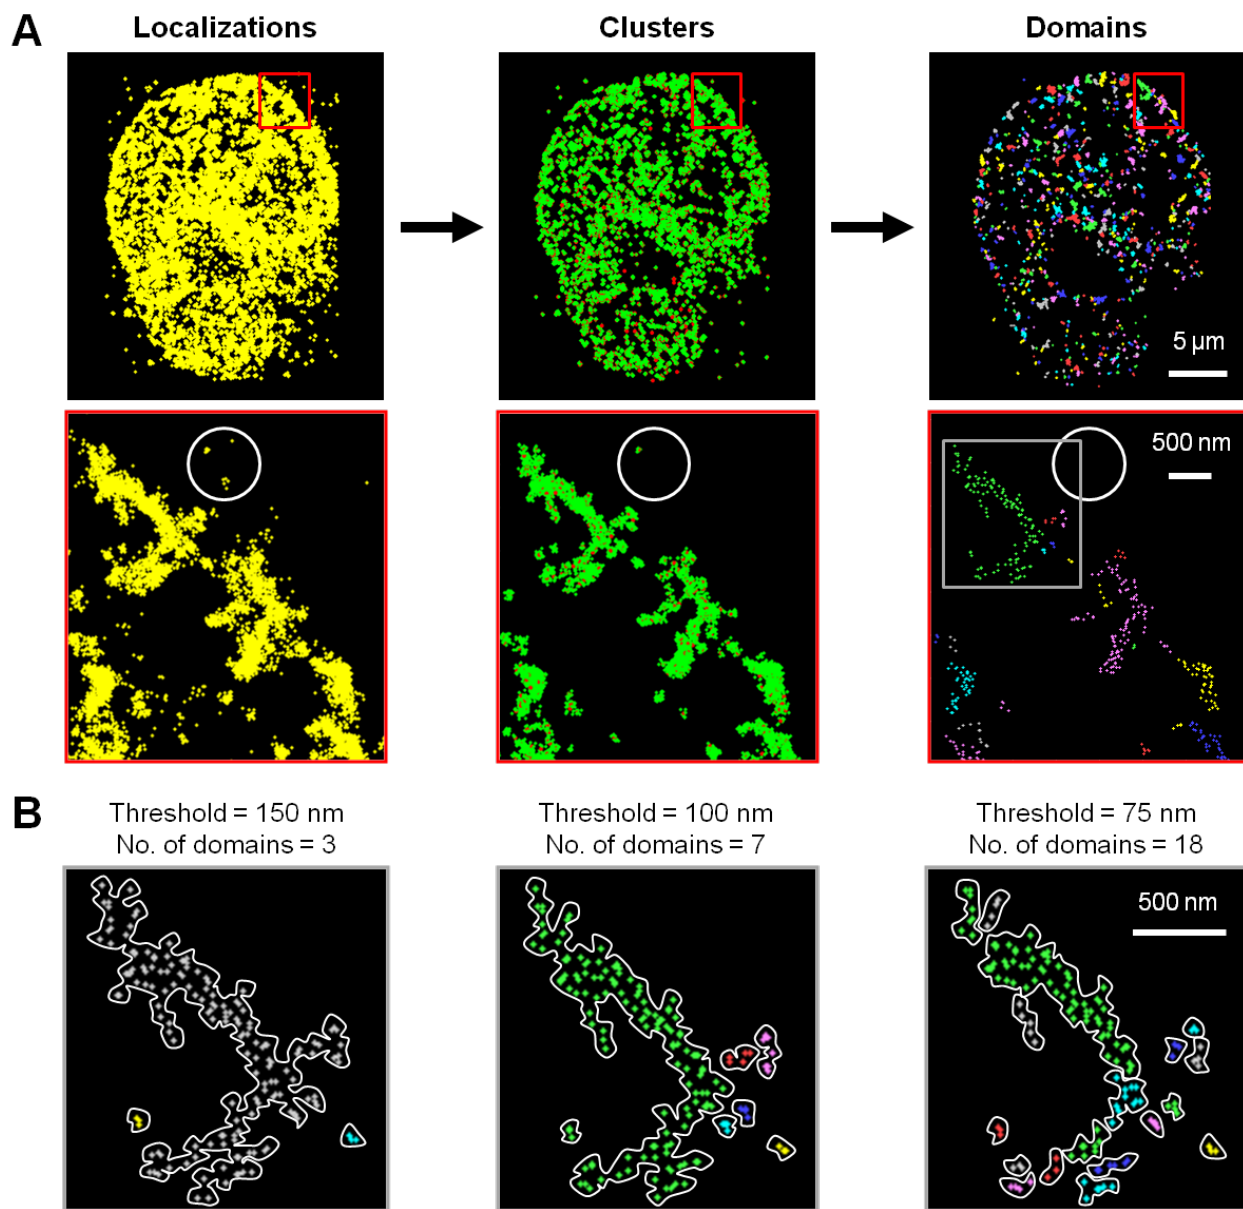 A
Localizations
Clusters
Domains
5 µm
500 nm
B
Threshold = 150 nm
No. of domains = 3
Threshold = 100 nm
No. of domains = 7
Threshold = 75 nm
No. of domains = 18
500 nm